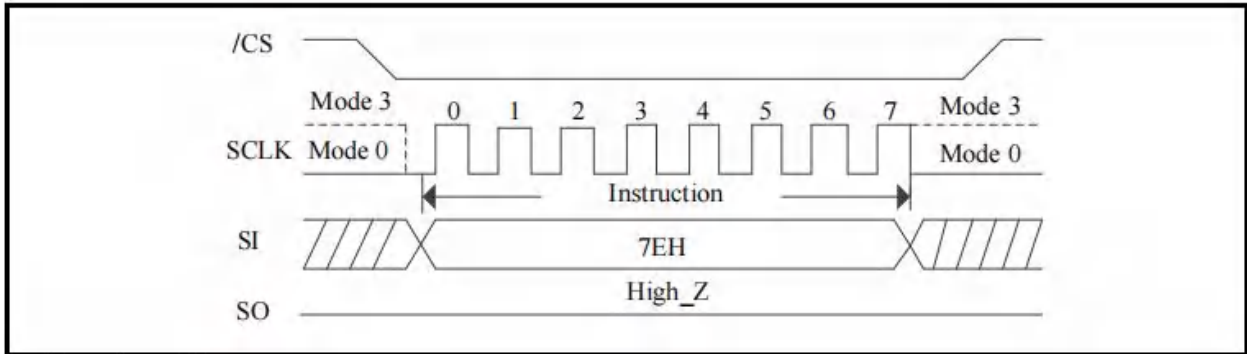 /CS
Mode 3 0 1 2 3 4 5 6 7 Mode 3
SCLK Mode 0 Mode 0
Instruction
SI 7EH
High_Z
SO